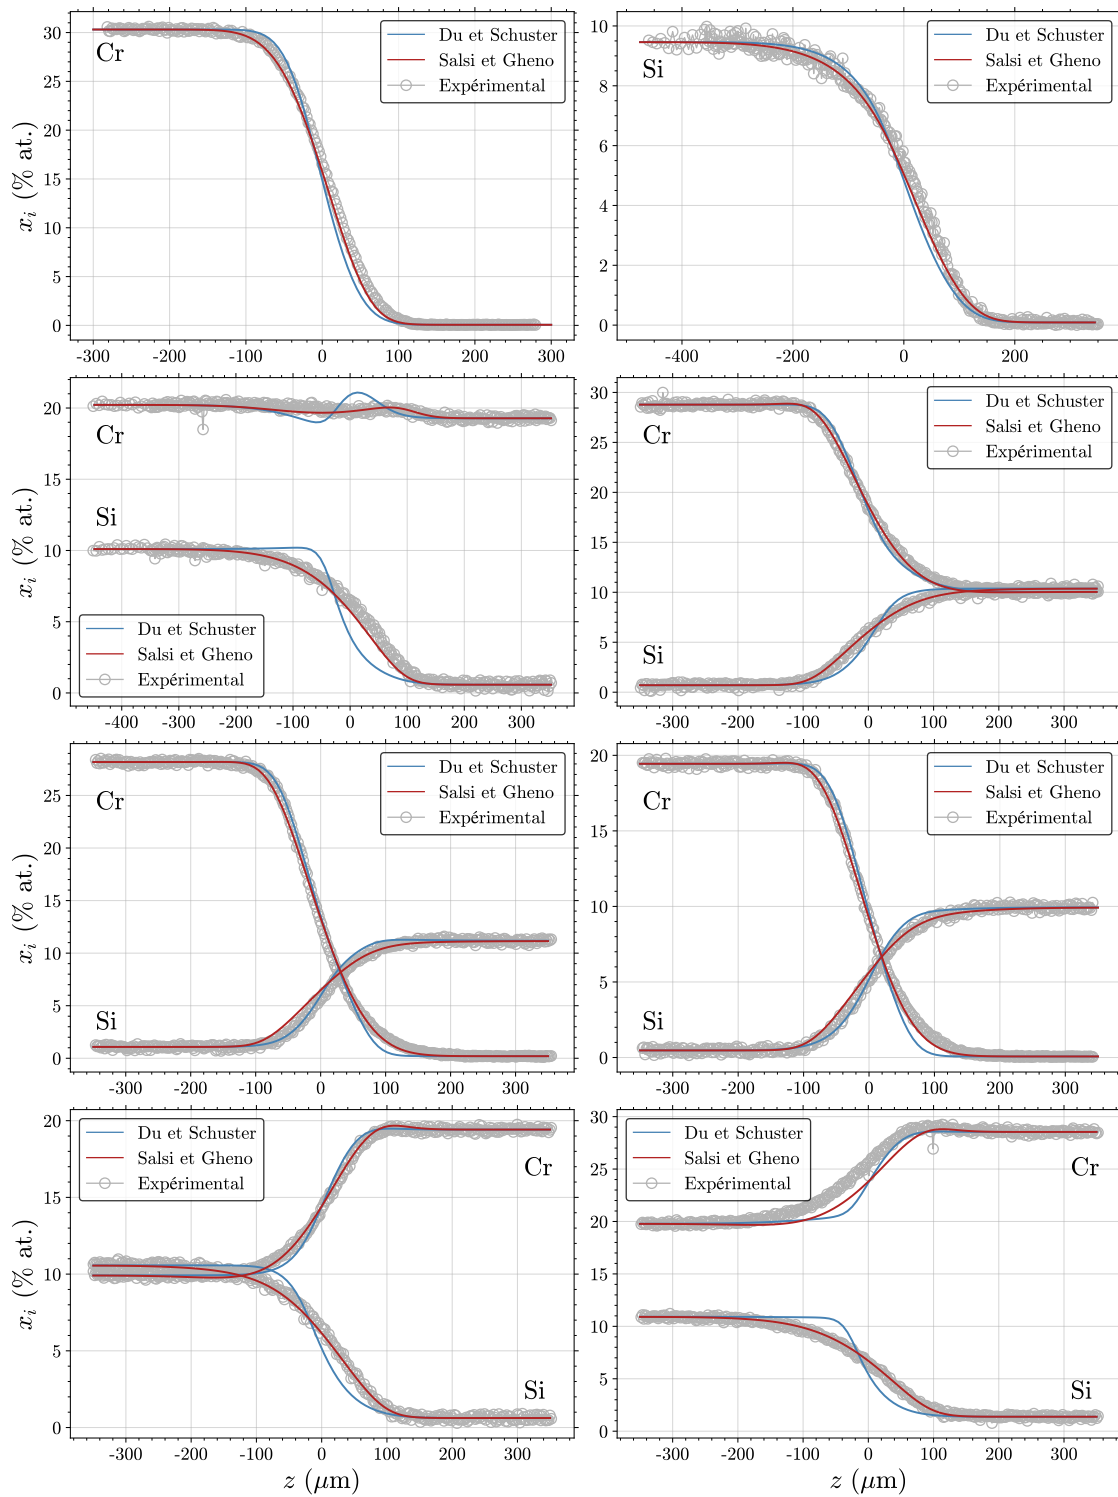 30
25
20
15
10
5
0
x_i (% at.)
Cr
Du et Schuster
Salsi et Gheno
Expérimental
-300 -200 -100 0 100 200 300
10
8
6
4
2
0
Si
Du et Schuster
Salsi et Gheno
Expérimental
-400 -200 0 200
20
15
10
5
0
x_i (% at.)
Cr
Si
Du et Schuster
Salsi et Gheno
Expérimental
-400 -300 -200 -100 0 100 200 300
30
25
20
15
10
5
0
Cr
Si
Du et Schuster
Salsi et Gheno
Expérimental
-300 -200 -100 0 100 200 300
25
20
15
10
5
0
x_i (% at.)
Cr
Si
Du et Schuster
Salsi et Gheno
Expérimental
-300 -200 -100 0 100 200 300
20
15
10
5
0
Cr
Si
Du et Schuster
Salsi et Gheno
Expérimental
-300 -200 -100 0 100 200 300
20
15
10
5
0
x_i (% at.)
Du et Schuster
Salsi et Gheno
Expérimental
Cr
Si
-300 -200 -100 0 100 200 300
z (μm)
30
25
20
15
10
5
0
Du et Schuster
Salsi et Gheno
Expérimental
Cr
Si
-300 -200 -100 0 100 200 300
z (μm)